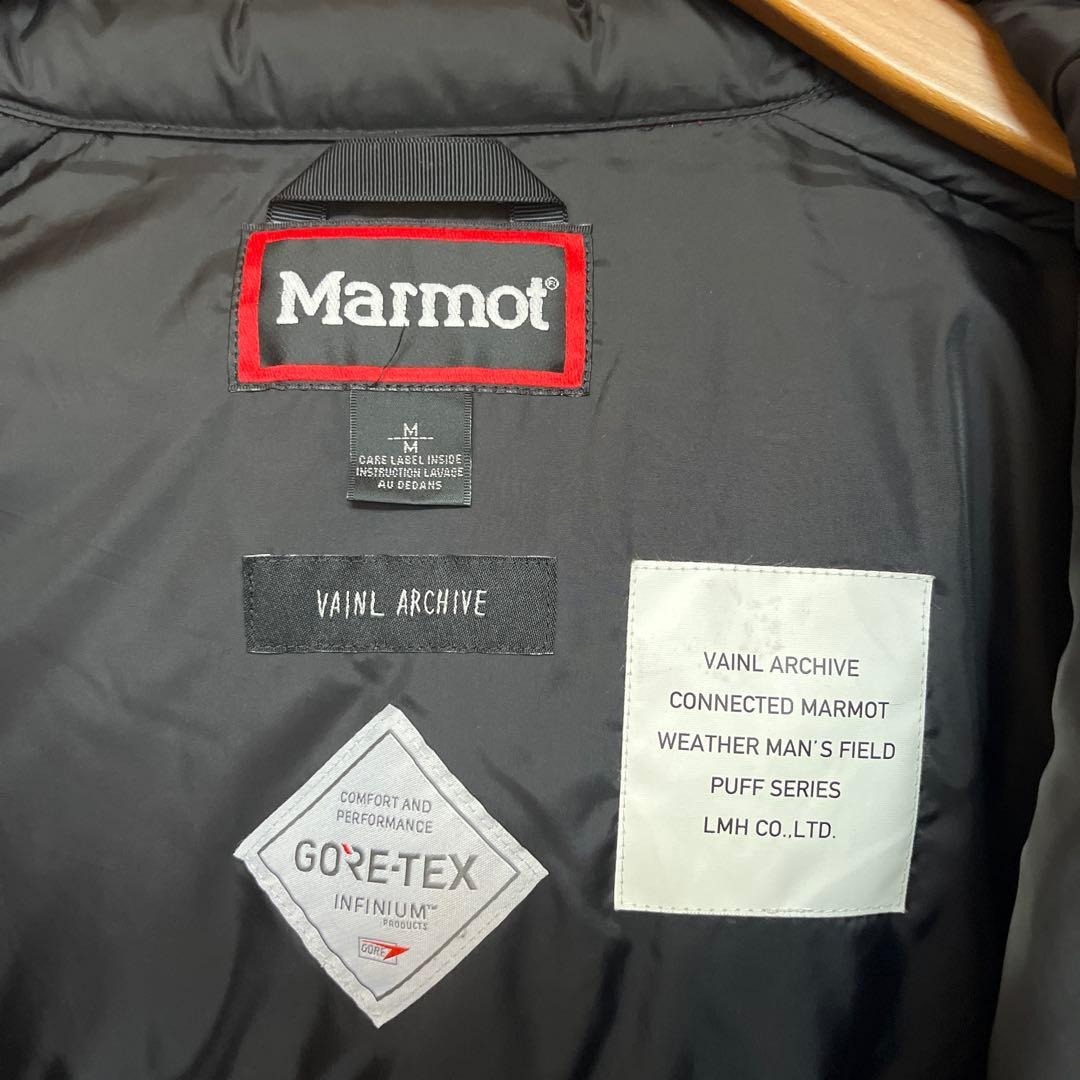 Marmot®
M
M
CARE LABEL INSIDE
INSTRUCTION LAVAGE
AU DEDANS
VAINL ARCHIVE
VAINL ARCHIVE
CONNECTED MARMOT
WEATHER MAN'S FIELD
PUFF SERIES
LMH CO.,LTD.
COMFORT AND
PERFORMANCE
GORE-TEX
INFINIUM™
PRODUCTS
GORE